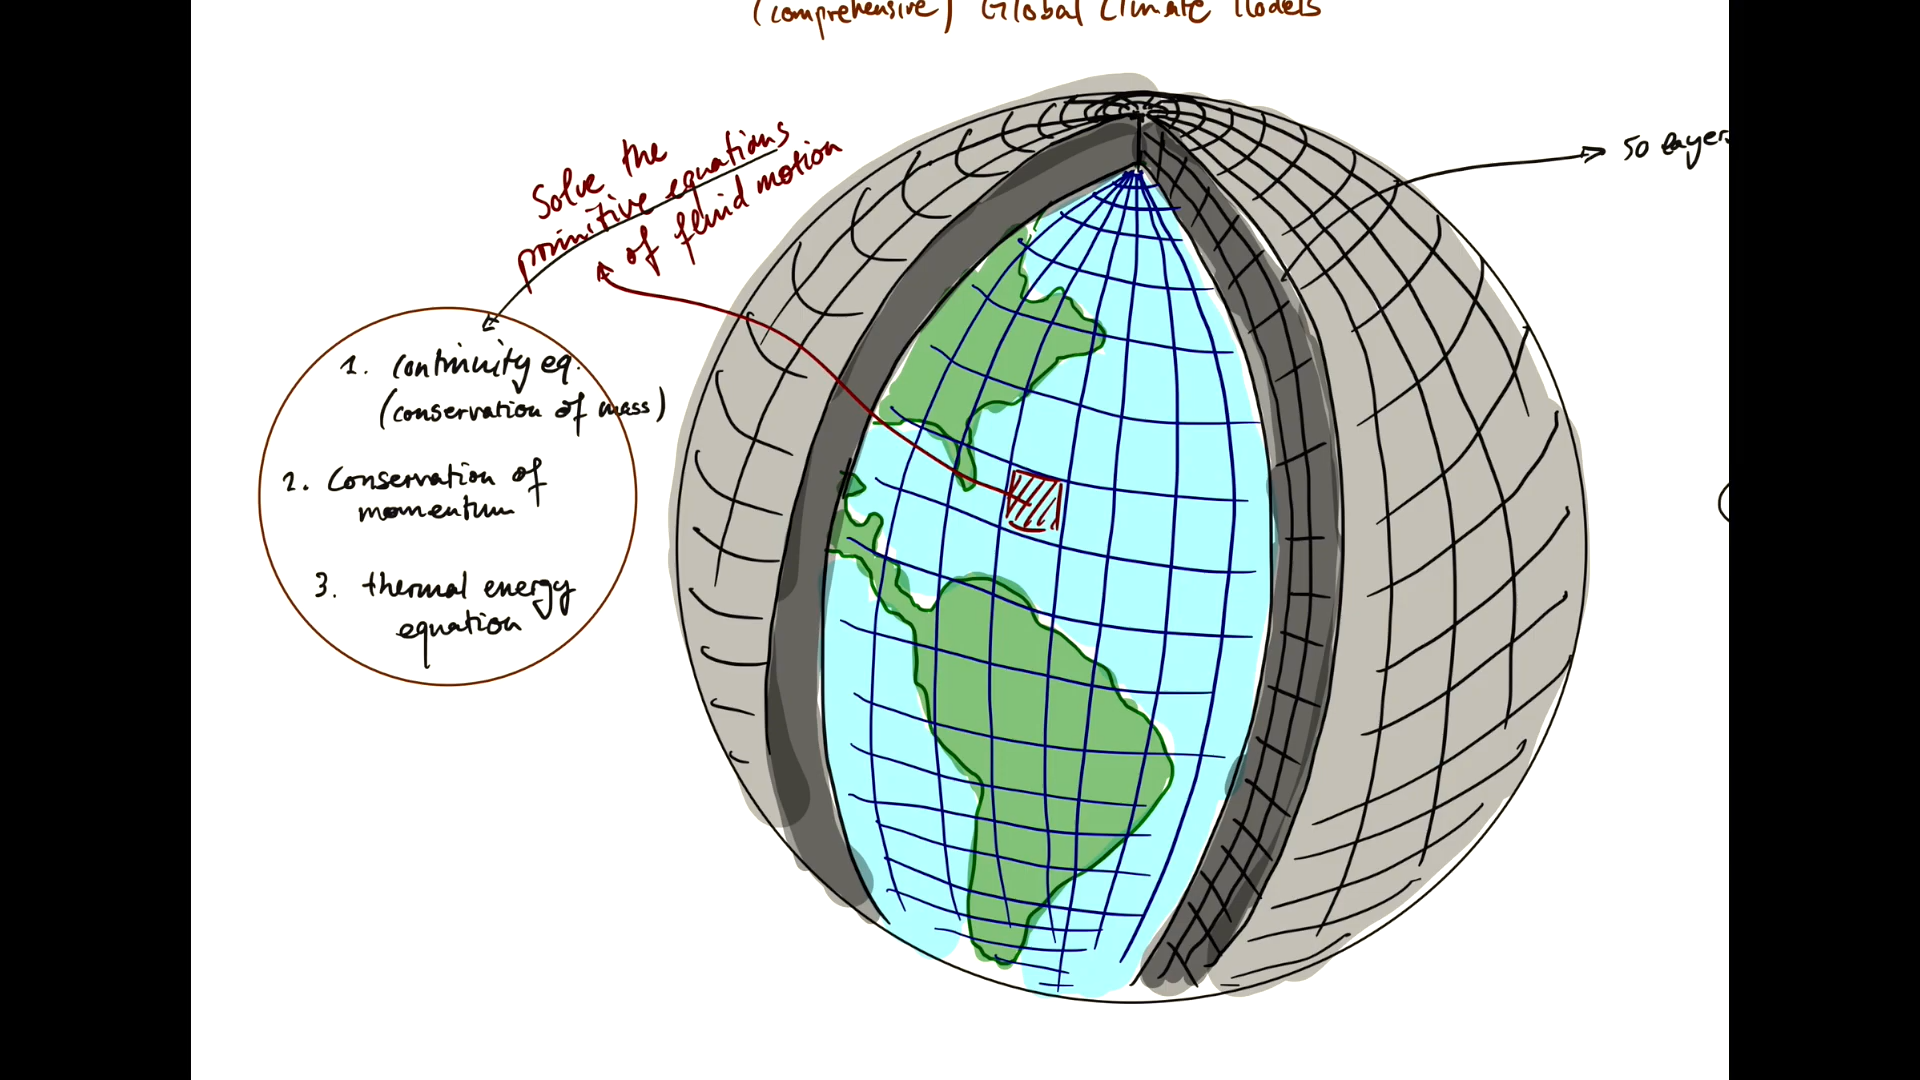 (comprehensive) Global Climate Models
Solve the
primitive equations
of fluid motion
50 layers
1. Continuity eq.
(conservation of mass)
2. Conservation of
momentum
3. thermal energy
equation